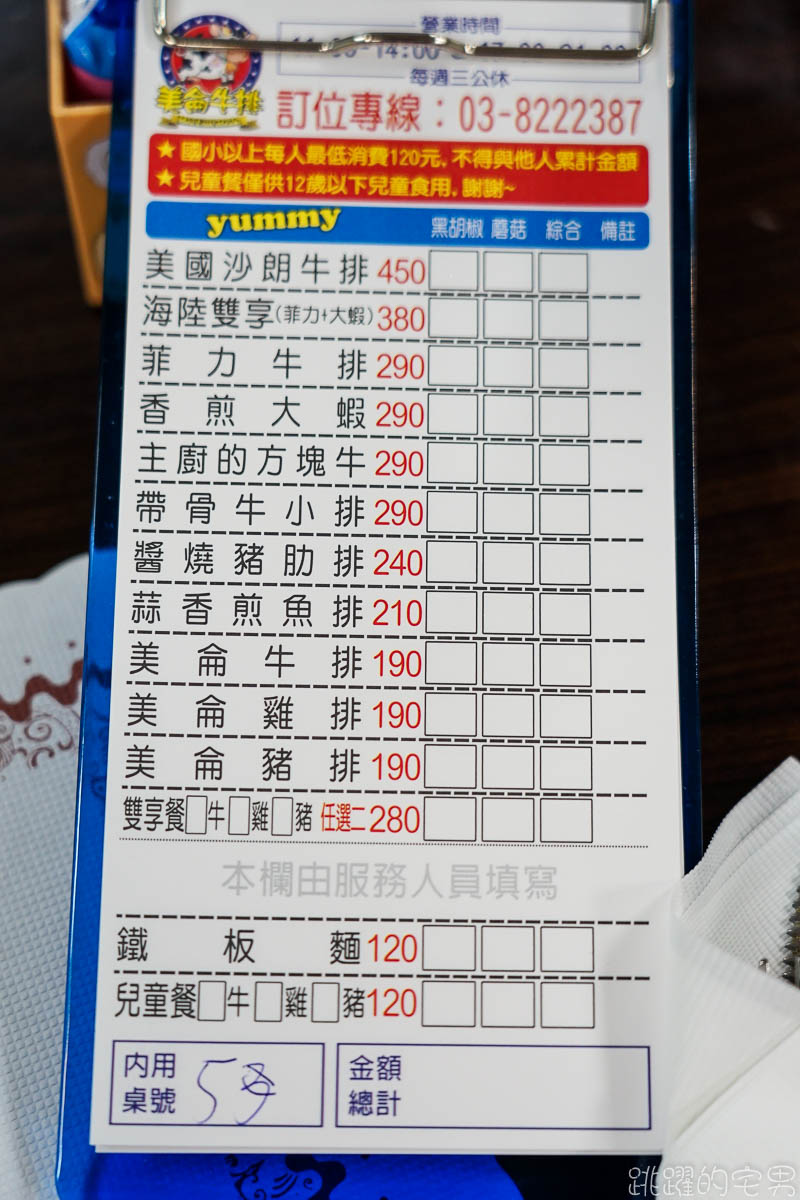 營業時間
每週三公休
美侖牛排
訂位專線：03-8222387
★ 國小以上每人最低消費120元, 不得與他人累計金額
★ 兒童餐僅供12歲以下兒童食用, 謝謝~
yummy 黑胡椒 蘑菇 綜合 備註
美國沙朗牛排 450
海陸雙享(菲力+大蝦) 380
菲力牛排 290
香煎大蝦 290
主廚的方塊牛 290
帶骨牛小排 290
醬燒豬肋排 240
蒜香煎魚排 210
美侖牛排 190
美侖雞排 190
美侖豬排 190
雙享餐 牛 雞 豬 任選二 280
本欄由服務人員填寫
鐵板麵 120
兒童餐 牛 雞 豬 120
內用
桌號
金額
總計
跳躍的宅男